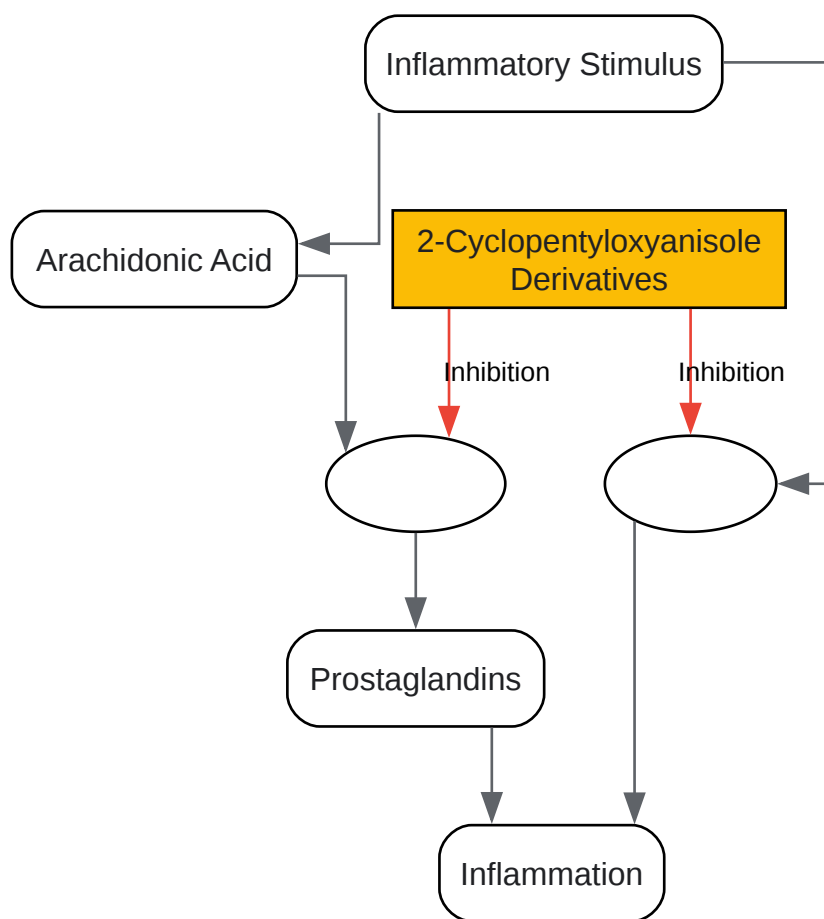 Inflammatory Stimulus
Arachidonic Acid
2-Cyclopentyloxyanisole
Derivatives
Inhibition
Inhibition
Prostaglandins
Inflammation